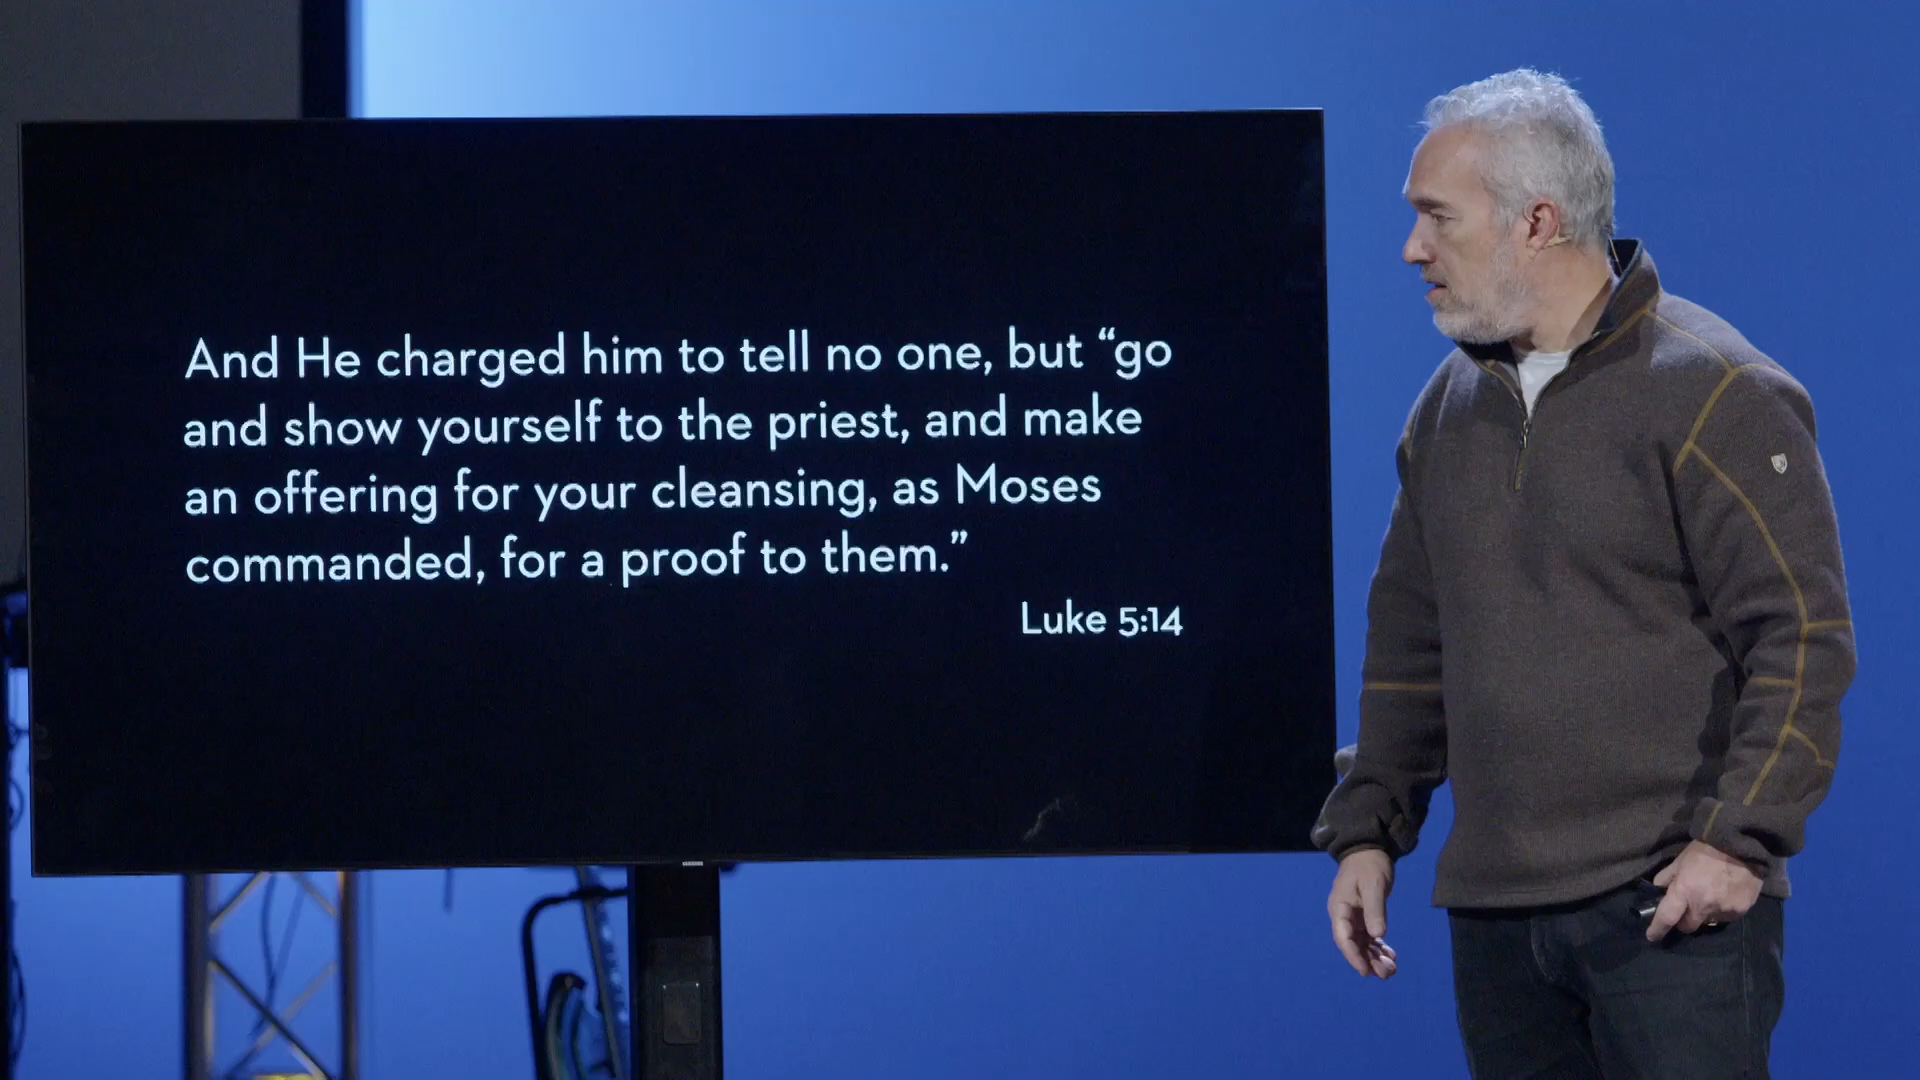 And He charged him to tell no one, but “go
and show yourself to the priest, and make
an offering for your cleansing, as Moses
commanded, for a proof to them.”
Luke 5:14